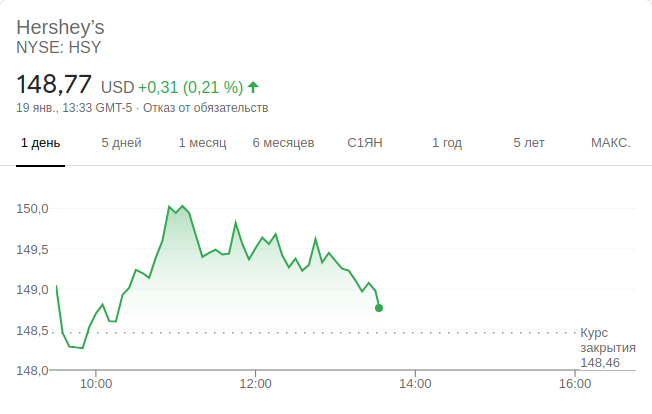 Hershey’s
NYSE: HSY
148,77 USD +0,31 (0,21 %)
19 янв., 13:33 GMT-5 · Отказ от обязательств
1 день 5 дней 1 месяц 6 месяцев С1ЯН 1 год 5 лет МАКС.
150,0
149,5
149,0
148,5
Курс
закрытия
148,46
148,0
10:00 12:00 14:00 16:00